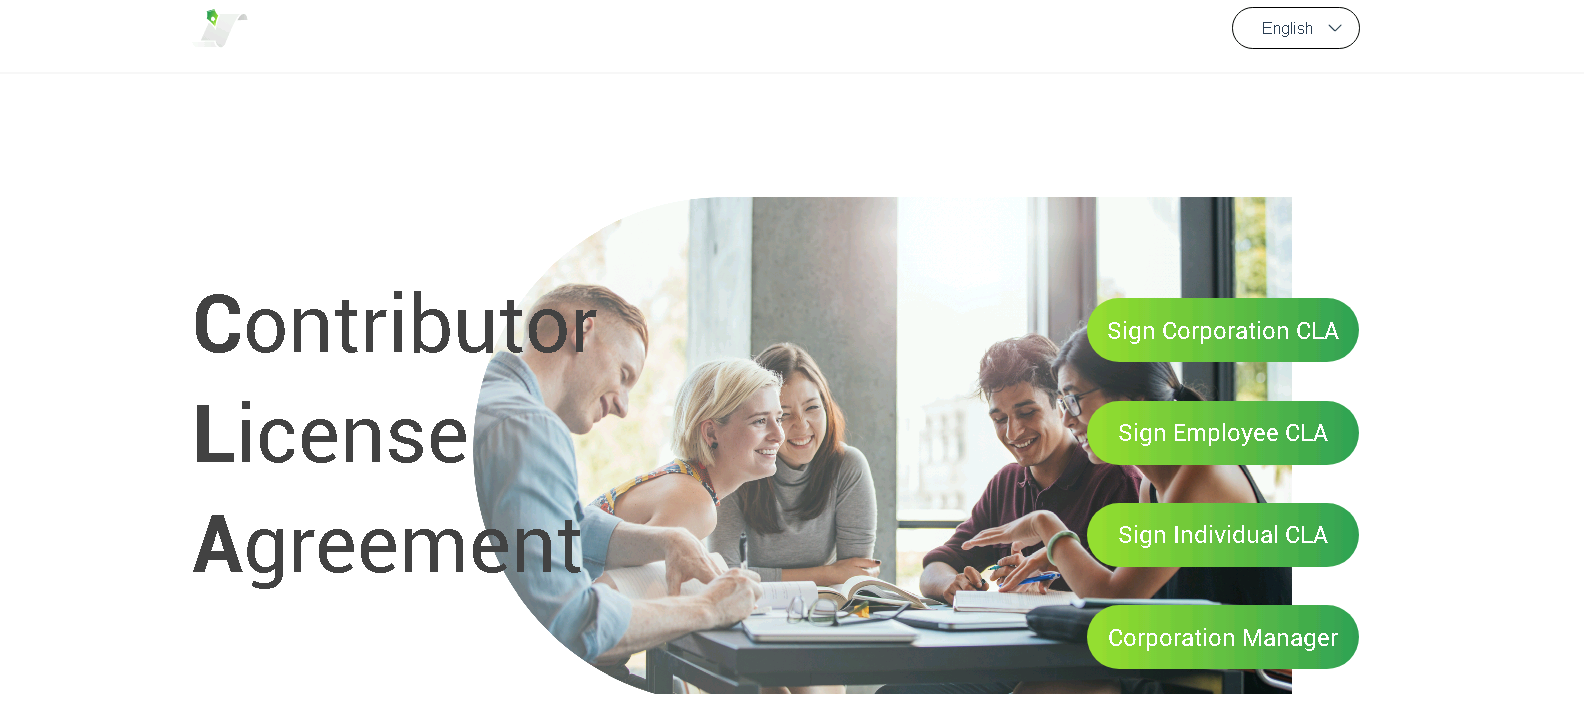 English
Contributor
License
Agreement
Sign Corporation CLA
Sign Employee CLA
Sign Individual CLA
Corporation Manager